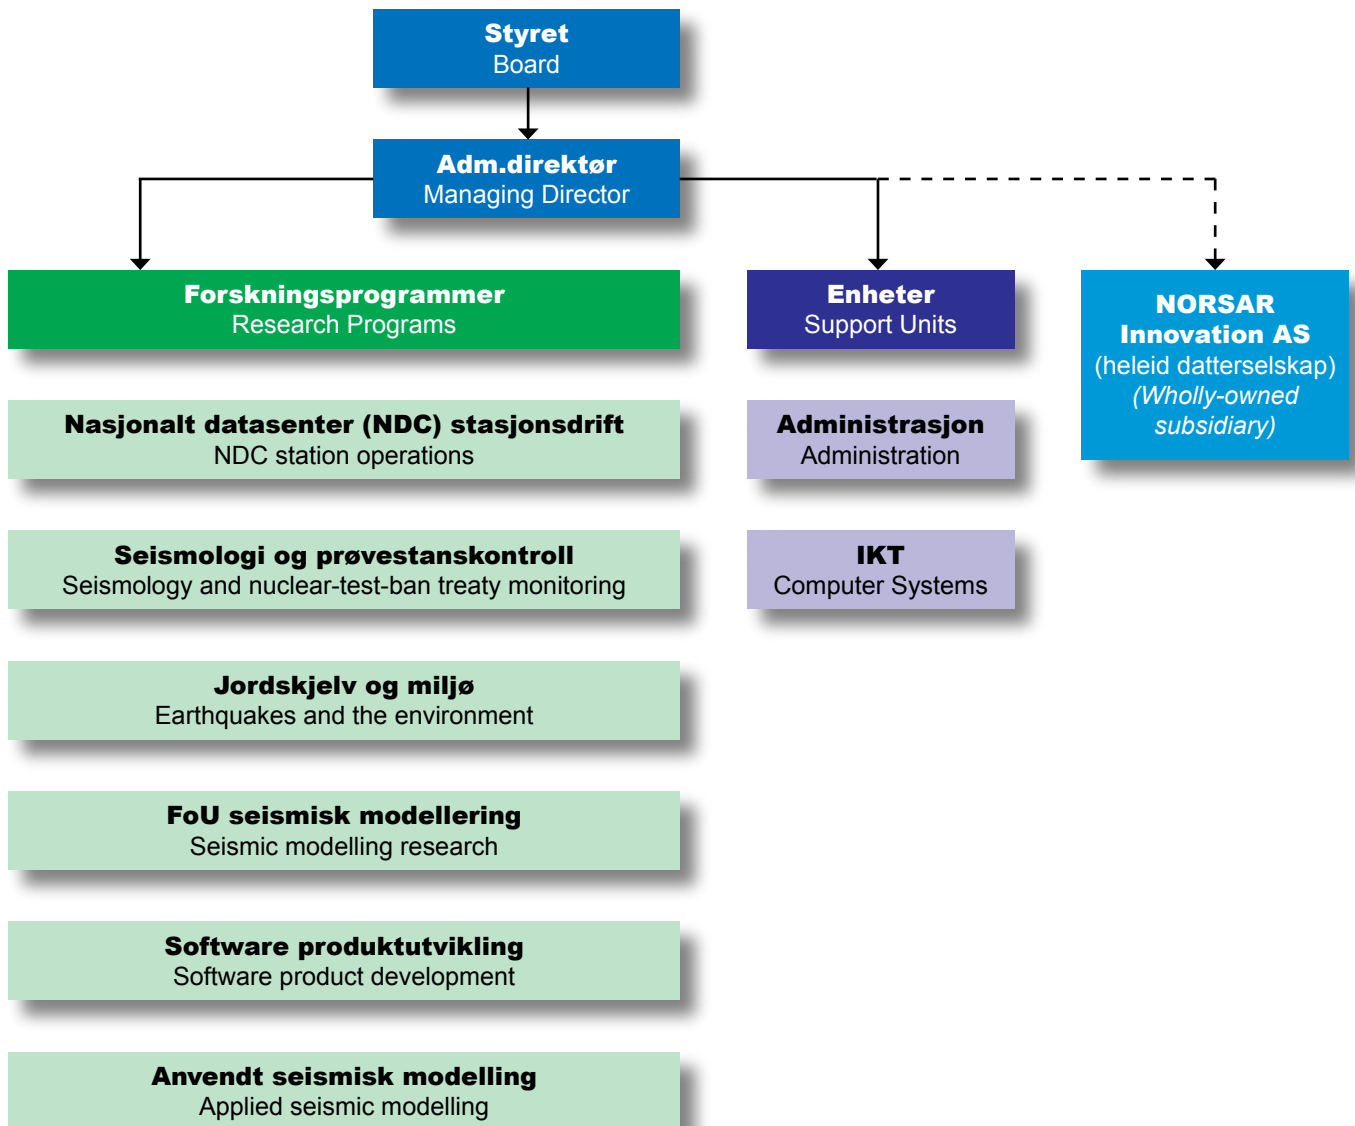 Styret
Board
Adm.direktør
Managing Director
Forskningsprogrammer
Research Programs
Nasjonalt datasenter (NDC) stasjonsdrift
NDC station operations
Seismologi og prøvestanskontroll
Seismology and nuclear-test-ban treaty monitoring
Jordskjelv og miljø
Earthquakes and the environment
FoU seismisk modellering
Seismic modelling research
Software produktutvikling
Software product development
Anvendt seismisk modelling
Applied seismic modelling
Enheter
Support Units
Administrasjon
Administration
IKT
Computer Systems
NORSAR
Innovation AS
(heleid datterselskap)
(Wholly-owned
subsidiary)